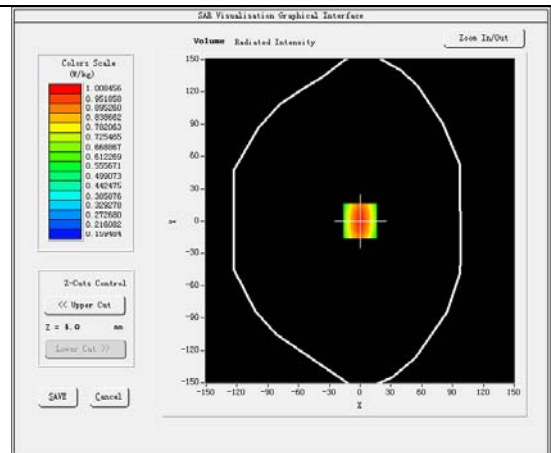 SAR Visualisation Graphical Interface
Volume Radiated Intensity
Zoom In/Out
Colors Scale
(W/kg)
1.008456
0.951858
0.895260
0.838662
0.782063
0.725465
0.668867
0.612269
0.555671
0.499073
0.442475
0.385876
0.329278
0.272680
0.216082
0.159484
Z-Cuts Control
<< Upper Cut
Z = 4.0 mm
Lower Cut >>
SAVE Cancel
150
120
90
60
30
0
-30
-60
-90
-120
-150
Y
-150 -120 -90 -60 -30 0 30 60 90 120 150
X